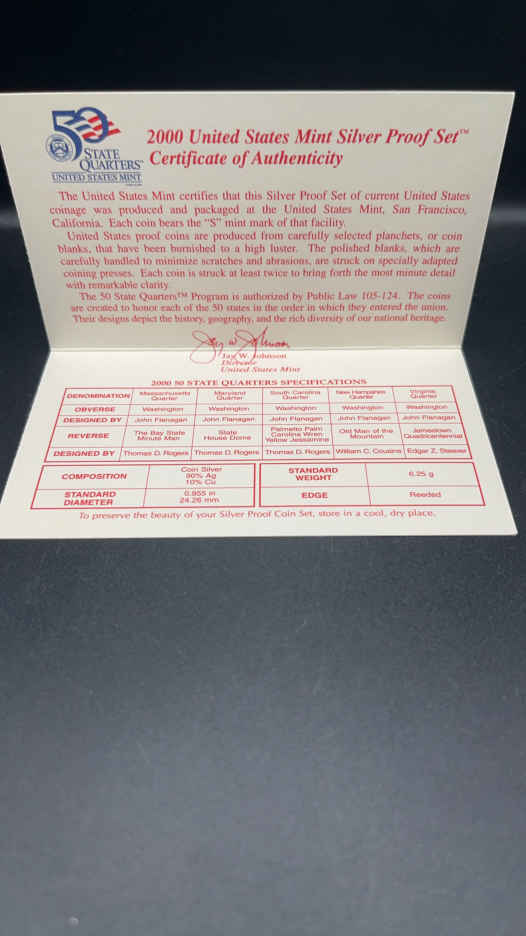 50
STATE
QUARTERS
UNITED STATES MINT
2000 United States Mint Silver Proof Set™
Certificate of Authenticity
The United States Mint certifies that this Silver Proof Set of current United States
coinage was produced and packaged at the United States Mint, San Francisco,
California. Each coin bears the “S” mint mark of that facility.
United States proof coins are produced from carefully selected planchets, or coin
blanks, that have been burnished to a high luster. The polished blanks, which are
carefully handled to minimize scratches and abrasions, are struck on specially adapted
coining presses. Each coin is struck at least twice to bring forth the most minute detail
with remarkable clarity.
The 50 State Quarters™ Program is authorized by Public Law 105-124. The coins
are created to honor each of the 50 states in the order in which they entered the union.
Their designs depict the history, geography, and the rich diversity of our national heritage.
Jay W Johnson
Jay W. Johnson
Director
United States Mint
2000 50 STATE QUARTERS SPECIFICATIONS
DENOMINATION Massachusetts Quarter Maryland Quarter South Carolina Quarter New Hampshire Quarter Virginia Quarter
OBVERSE Washington Washington Washington Washington Washington
DESIGNED BY John Flanagan John Flanagan John Flanagan John Flanagan John Flanagan
REVERSE The Bay State Minute Man State House Dome Palmetto Palm Carolina Wren Yellow Jessamine Old Man of the Mountain Jamestown Quadricentennial
DESIGNED BY Thomas D. Rogers Thomas D. Rogers Thomas D. Rogers William C. Cousins Edgar Z. Steever
COMPOSITION Coin Silver 90% Ag 10% Cu STANDARD WEIGHT 6.25 g
STANDARD DIAMETER 0.955 in 24.26 mm EDGE Reeded
To preserve the beauty of your Silver Proof Coin Set, store in a cool, dry place.